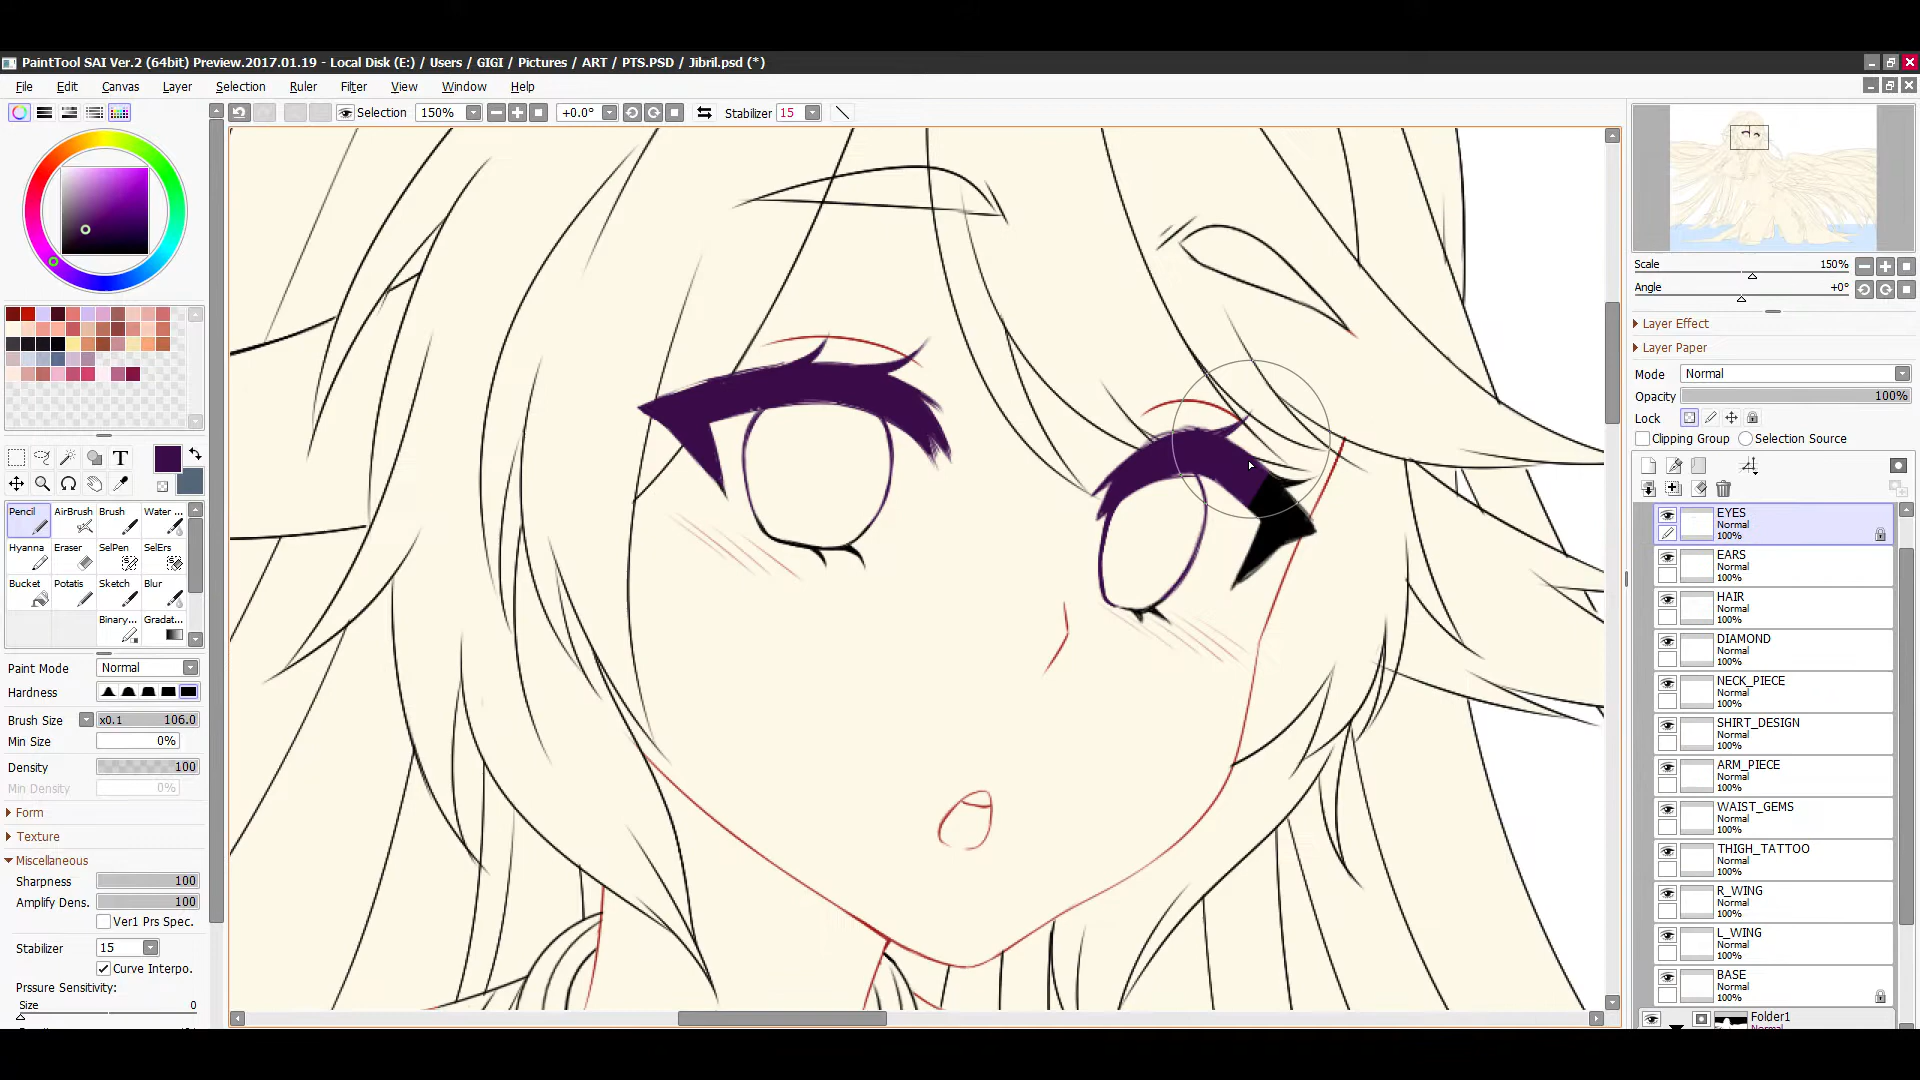 PaintTool SAI Ver.2 (64bit) Preview.2017.01.19 - Local Disk (E:) / Users / GIGI / Pictures / ART / PTS.PSD / Jibril.psd (*)
File Edit Canvas Layer Selection Ruler Filter View Window Help
Selection 150% +0.0° Stabilizer 15
T
Pencil AirBrush Brush Water ...
Hyanna Eraser SelPen SelErs
Bucket Potatis Sketch Blur
Binary... Gradat...
Paint Mode Normal
Hardness
Brush Size x0.1 106.0
Min Size 0%
Density 100
Min Density 0%
Form
Texture
Miscellaneous
Sharpness 100
Amplify Dens. 100
Ver1 Prs Spec.
Stabilizer 15
Curve Interpo.
Prssure Sensitivity:
Size 0
Scale 150%
Angle +0°
Layer Effect
Layer Paper
Mode Normal
Opacity 100%
Lock
Clipping Group Selection Source
EYES
Normal
100%
EARS
Normal
100%
HAIR
Normal
100%
DIAMOND
Normal
100%
NECK_PIECE
Normal
100%
SHIRT_DESIGN
Normal
100%
ARM_PIECE
Normal
100%
WAIST_GEMS
Normal
100%
THIGH_TATTOO
Normal
100%
R_WING
Normal
100%
L_WING
Normal
100%
BASE
Normal
100%
Folder1